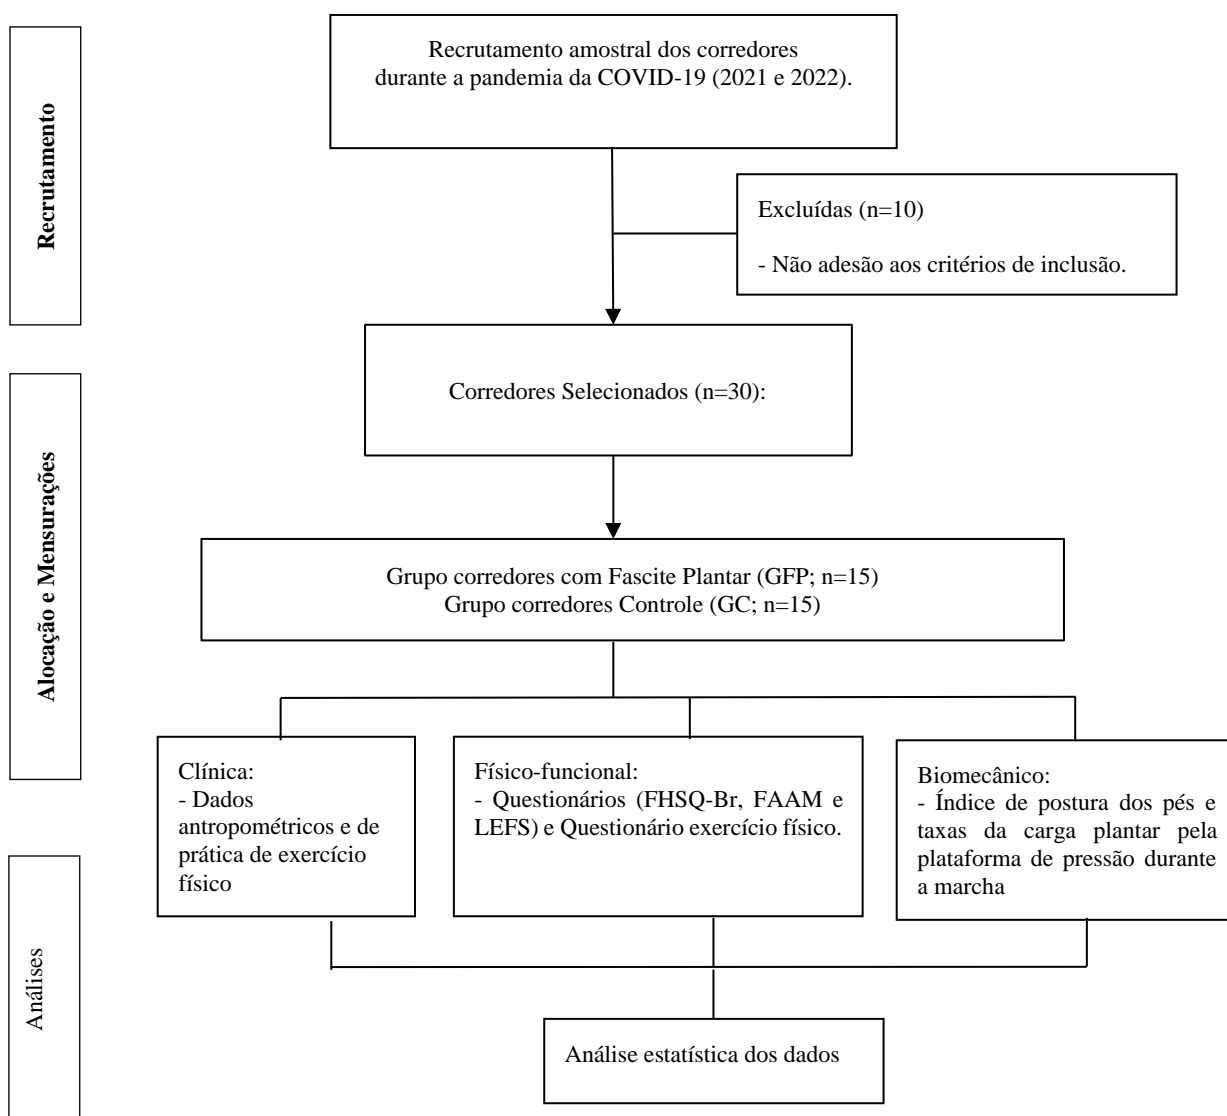 Recrutamento
Recrutamento amostral dos corredores
durante a pandemia da COVID-19 (2021 e 2022).
Excluídas (n=10)
- Não adesão aos critérios de inclusão.
Alocação e Mensurações
Corredores Selecionados (n=30):
Grupo corredores com Fascite Plantar (GFP; n=15)
Grupo corredores Controle (GC; n=15)
Clínica:
- Dados
antropométricos e de
prática de exercício
físico
Físico-funcional:
- Questionários (FHSQ-Br, FAAM e
LEFS) e Questionário exercício físico.
Biomecânico:
- Índice de postura dos pés e
taxas da carga plantar pela
plataforma de pressão durante
a marcha
Análises
Análise estatística dos dados